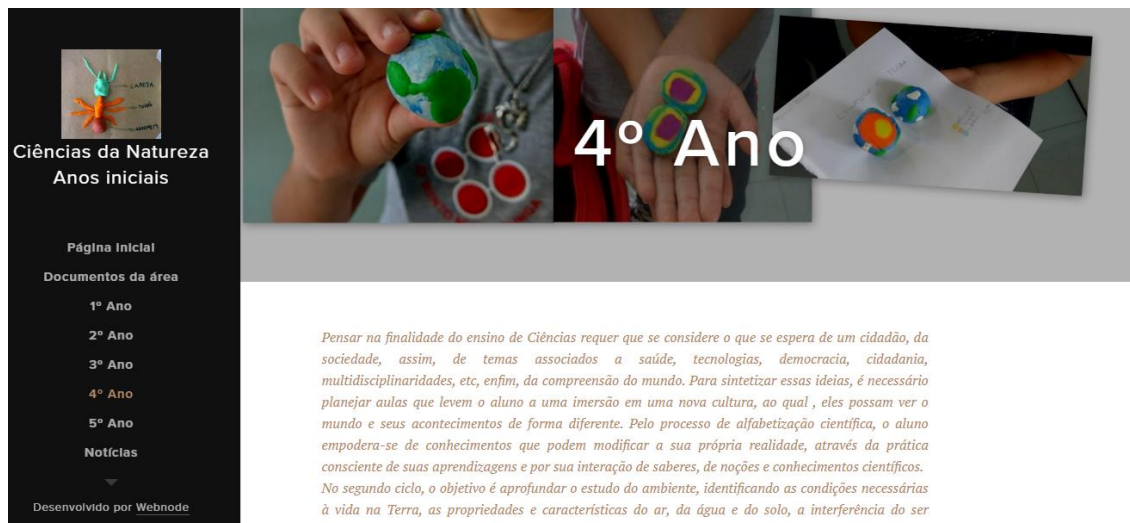 CABEÇA
Ciências da Natureza
Anos iniciais
Página inicial
Documentos da área
1º Ano
2º Ano
3º Ano
4º Ano
5º Ano
Notícias
Desenvolvido por Webnode
4º Ano
Pensar na finalidade do ensino de Ciências requer que se considere o que se espera de um cidadão, da
sociedade, assim, de temas associados a saúde, tecnologias, democracia, cidadania,
multidisciplinaridades, etc, enfim, da compreensão do mundo. Para sintetizar essas ideias, é necessário
planejar aulas que levem o aluno a uma imersão em uma nova cultura, ao qual , eles possam ver o
mundo e seus acontecimentos de forma diferente. Pelo processo de alfabetização científica, o aluno
empodera-se de conhecimentos que podem modificar a sua própria realidade, através da prática
consciente de suas aprendizagens e por sua interação de saberes, de noções e conhecimentos científicos.
No segundo ciclo, o objetivo é aprofundar o estudo do ambiente, identificando as condições necessárias
à vida na Terra, as propriedades e características do ar, da água e do solo, a interferência do ser